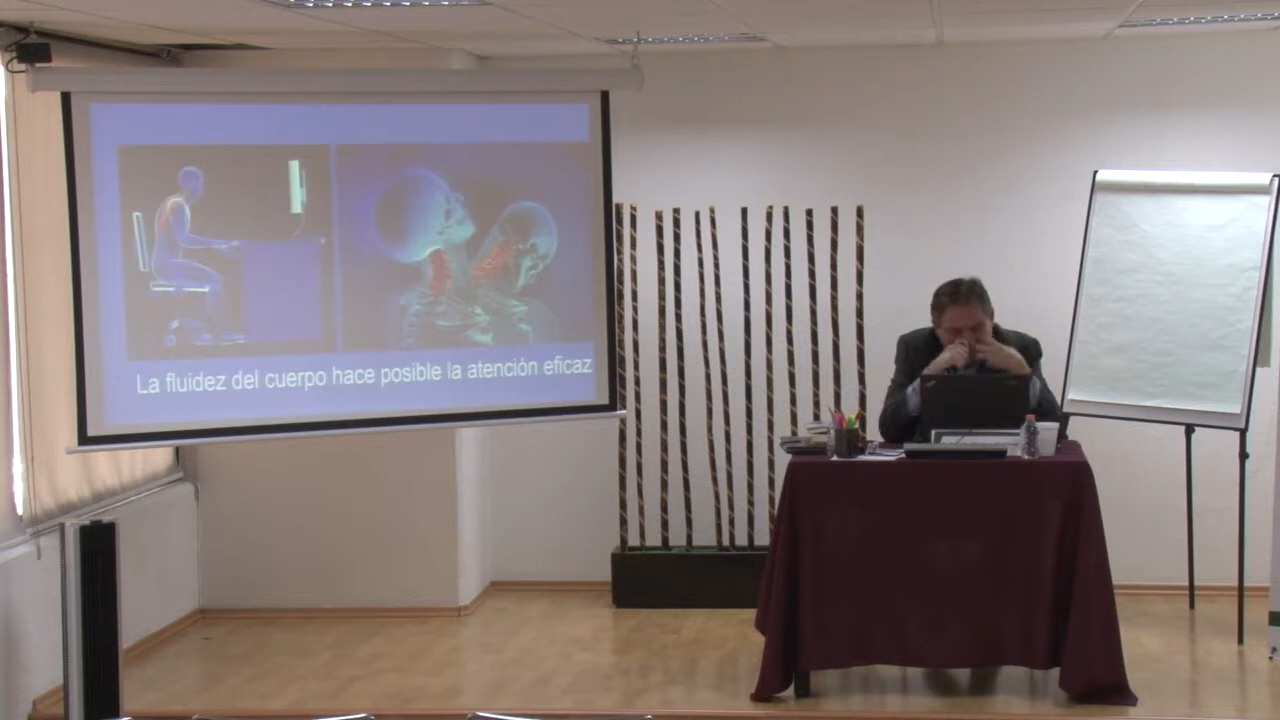 La fluidez del cuerpo hace posible la atención eficaz